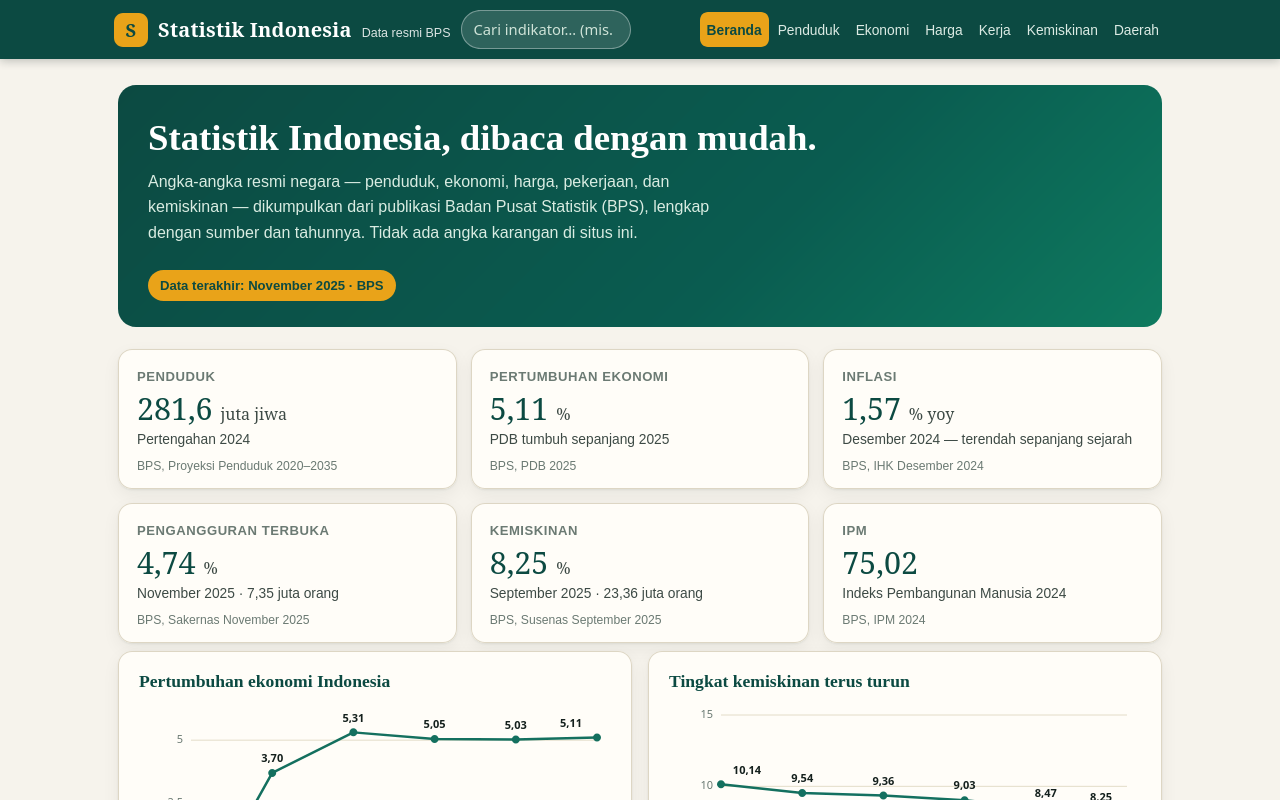 S Statistik Indonesia Data resmi BPS Cari indikator... (mis. Beranda Penduduk Ekonomi Harga Kerja Kemiskinan Daerah
Statistik Indonesia, dibaca dengan mudah.
Angka-angka resmi negara — penduduk, ekonomi, harga, pekerjaan, dan
kemiskinan — dikumpulkan dari publikasi Badan Pusat Statistik (BPS), lengkap
dengan sumber dan tahunnya. Tidak ada angka karangan di situs ini.
Data terakhir: November 2025 · BPS
PENDUDUK
281,6 juta jiwa
Pertengahan 2024
BPS, Proyeksi Penduduk 2020–2035
PERTUMBUHAN EKONOMI
5,11 %
PDB tumbuh sepanjang 2025
BPS, PDB 2025
INFLASI
1,57 % yoy
Desember 2024 — terendah sepanjang sejarah
BPS, IHK Desember 2024
PENGANGGURAN TERBUKA
4,74 %
November 2025 · 7,35 juta orang
BPS, Sakernas November 2025
KEMISKINAN
8,25 %
September 2025 · 23,36 juta orang
BPS, Susenas September 2025
IPM
75,02
Indeks Pembangunan Manusia 2024
BPS, IPM 2024
Pertumbuhan ekonomi Indonesia
5
3,70
5,31
5,05
5,03
5,11
Tingkat kemiskinan terus turun
15
10
10,14
9,54
9,36
9,03
8,47
8,25